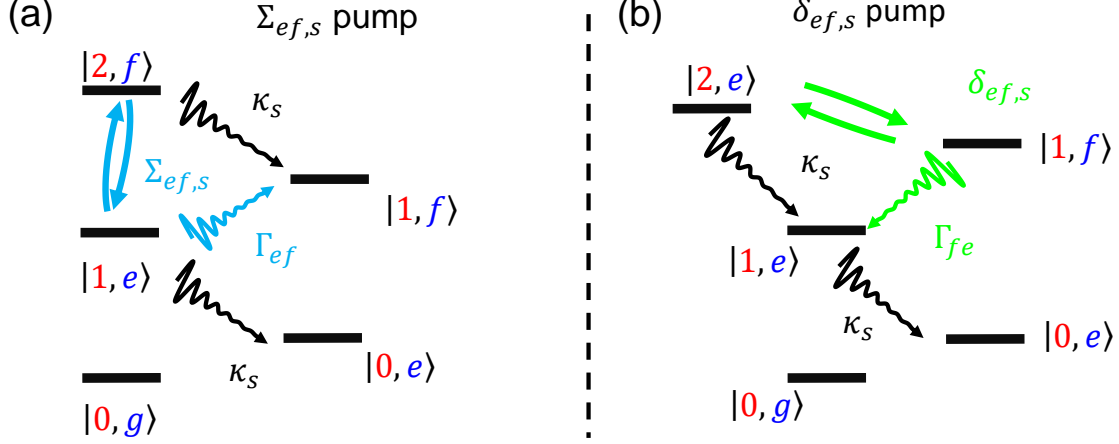 (a)
Σ_{ef,s} pump
|2, f⟩
κ_s
Σ_{ef,s}
|1, f⟩
Γ_{ef}
|1, e⟩
|0, e⟩
κ_s
|0, g⟩
(b)
δ_{ef,s} pump
|2, e⟩
δ_{ef,s}
|1, f⟩
κ_s
Γ_{fe}
|1, e⟩
κ_s
|0, e⟩
|0, g⟩